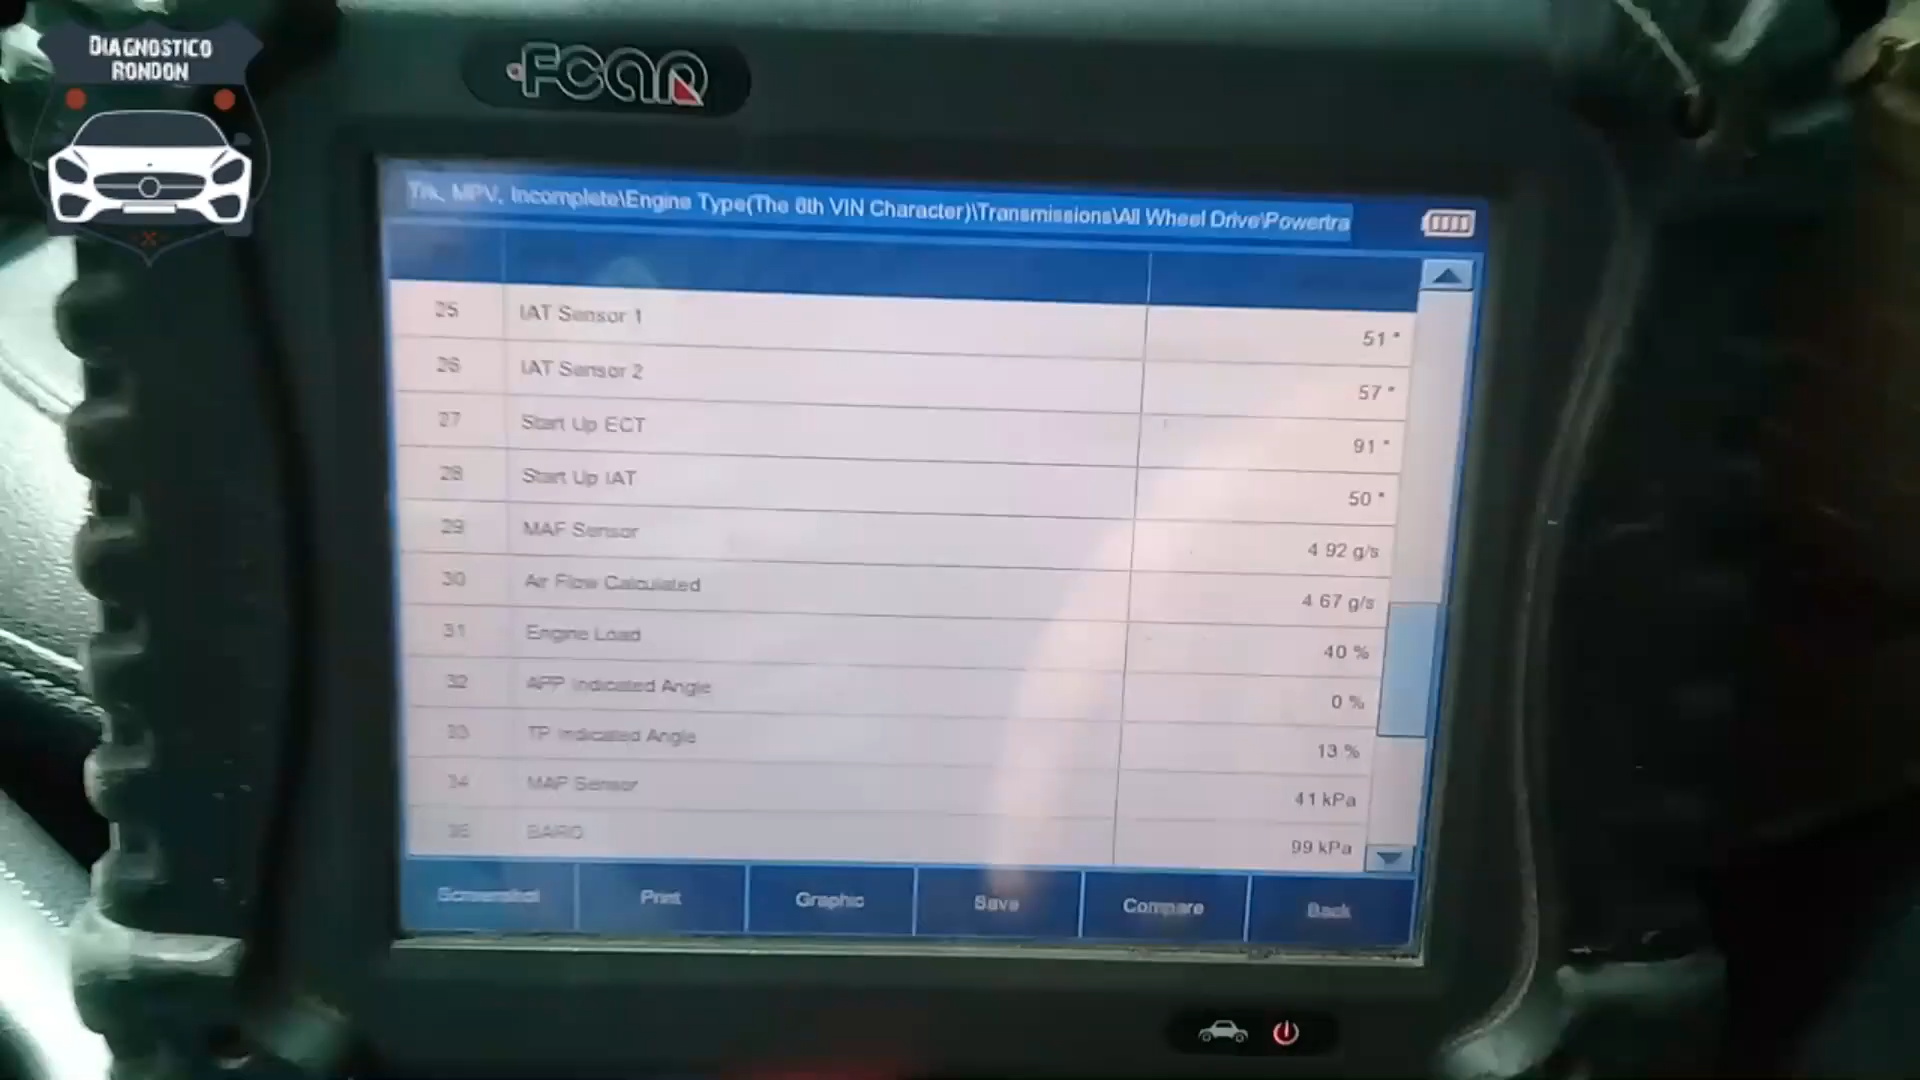 DIAGNOSTICO
RONDON
FCAR
Trk, MPV, Incomplete\Engine Type(The 8th VIN Character)\Transmissions\All Wheel Drive\Powertra
25 IAT Sensor 1 51 °
26 IAT Sensor 2 57 °
27 Start Up ECT 91 °
28 Start Up IAT 50 °
29 MAF Sensor 4.92 g/s
30 Air Flow Calculated 4.67 g/s
31 Engine Load 40 %
32 APP Indicated Angle 0 %
33 TP Indicated Angle 13 %
34 MAP Sensor 41 kPa
35 BARO 99 kPa
Screenshot Print Graphic Save Compare Back